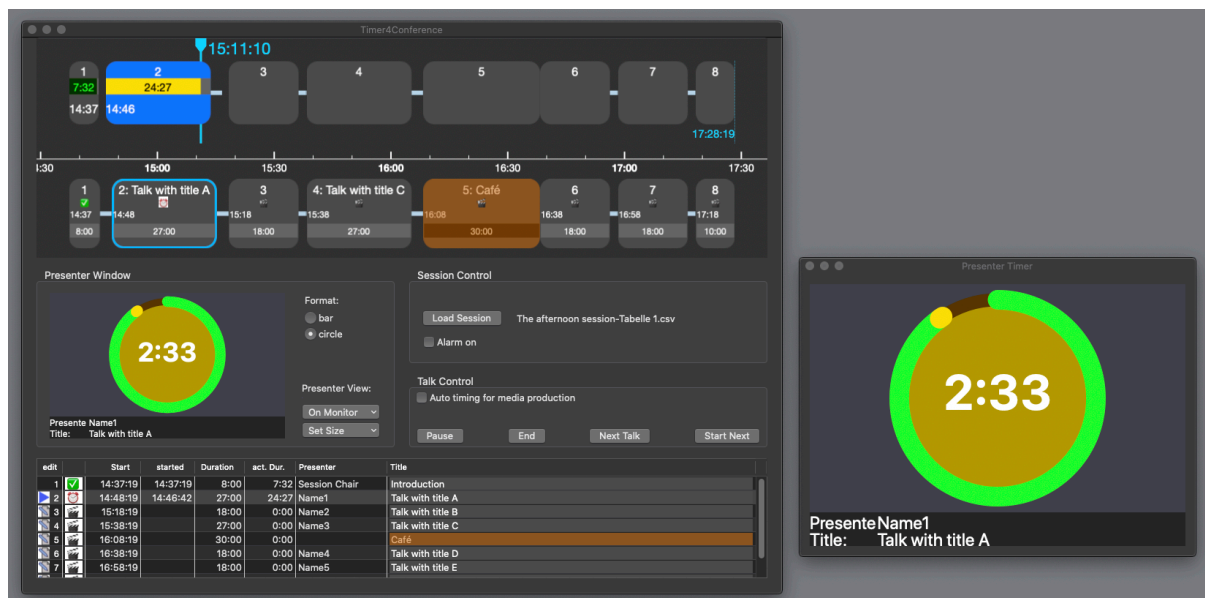 Timer4Conference
15:11:10
1 2 3 4 5 6 7 8
7:32 24:27
14:37 14:46
17:28:19
1:30 15:00 15:30 16:00 16:30 17:00 17:30
1 2: Talk with title A 3 4: Talk with title C 5: Café 6 7 8
14:37 14:48 15:18 15:38 16:08 16:38 16:58 17:18
8:00 27:00 18:00 27:00 30:00 18:00 18:00 10:00
Presenter Window
2:33
Presente Name1
Title: Talk with title A
Format:
bar
circle
Presenter View:
On Monitor
Set Size
Session Control
Load Session The afternoon session-Tabelle 1.csv
Alarm on
Talk Control
Auto timing for media production
Pause End Next Talk Start Next
edit Start started Duration act. Dur. Presenter Title
1 14:37:19 14:37:19 8:00 7:32 Session Chair Introduction
2 14:48:19 14:46:42 27:00 24:27 Name1 Talk with title A
3 15:18:19 18:00 0:00 Name2 Talk with title B
4 15:38:19 27:00 0:00 Name3 Talk with title C
5 16:08:19 30:00 0:00 Café
6 16:38:19 18:00 0:00 Name4 Talk with title D
7 16:58:19 18:00 0:00 Name5 Talk with title E
Presenter Timer
2:33
Presente Name1
Title: Talk with title A